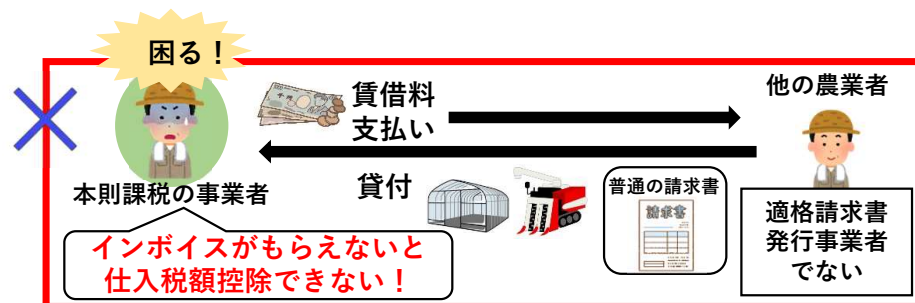 困る！
賃借料
支払い
他の農業者
貸付
普通の請求書
請求書
本則課税の事業者
インボイスがもらえないと
仕入税額控除できない！
適格請求書
発行事業者
でない